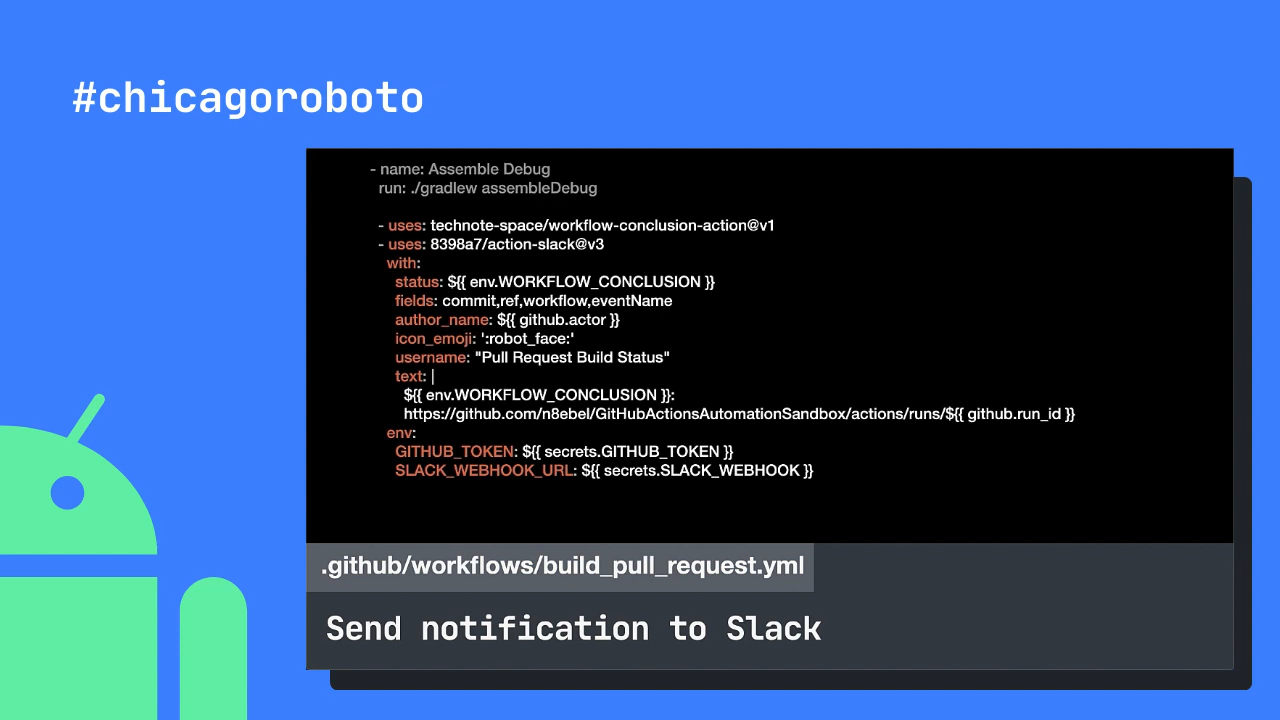 #chicagoroboto
- name: Assemble Debug
run: ./gradlew assembleDebug
- uses: technote-space/workflow-conclusion-action@v1
- uses: 8398a7/action-slack@v3
with:
status: ${{ env.WORKFLOW_CONCLUSION }}
fields: commit,ref,workflow,eventName
author_name: ${{ github.actor }}
icon_emoji: ':robot_face:'
username: "Pull Request Build Status"
text: |
${{ env.WORKFLOW_CONCLUSION }}:
https://github.com/n8ebel/GitHubActionsAutomationSandbox/actions/runs/${{ github.run_id }}
env:
GITHUB_TOKEN: ${{ secrets.GITHUB_TOKEN }}
SLACK_WEBHOOK_URL: ${{ secrets.SLACK_WEBHOOK }}
.github/workflows/build_pull_request.yml
Send notification to Slack